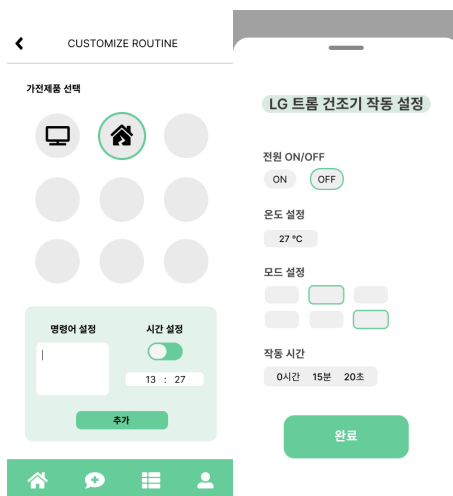 CUSTOMIZE ROUTINE
가전제품 선택
명령어 설정
시간 설정
13 : 27
추가
LG 트롬 건조기 작동 설정
전원 ON/OFF
ON OFF
온도 설정
27 °C
모드 설정
작동 시간
0시간 15분 20초
완료